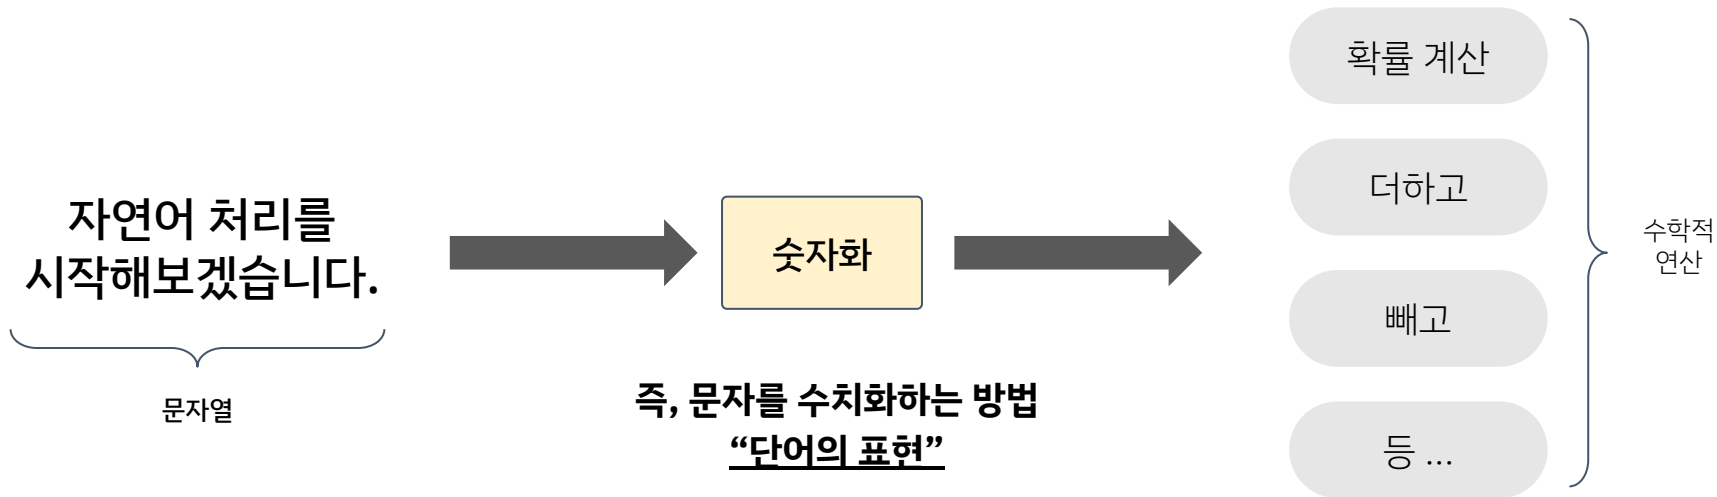 자연어 처리를
시작해보겠습니다.
문자열
숫자화
즉, 문자를 수치화하는 방법
“단어의 표현”
확률 계산
더하고
빼고
등 ...
수학적
연산